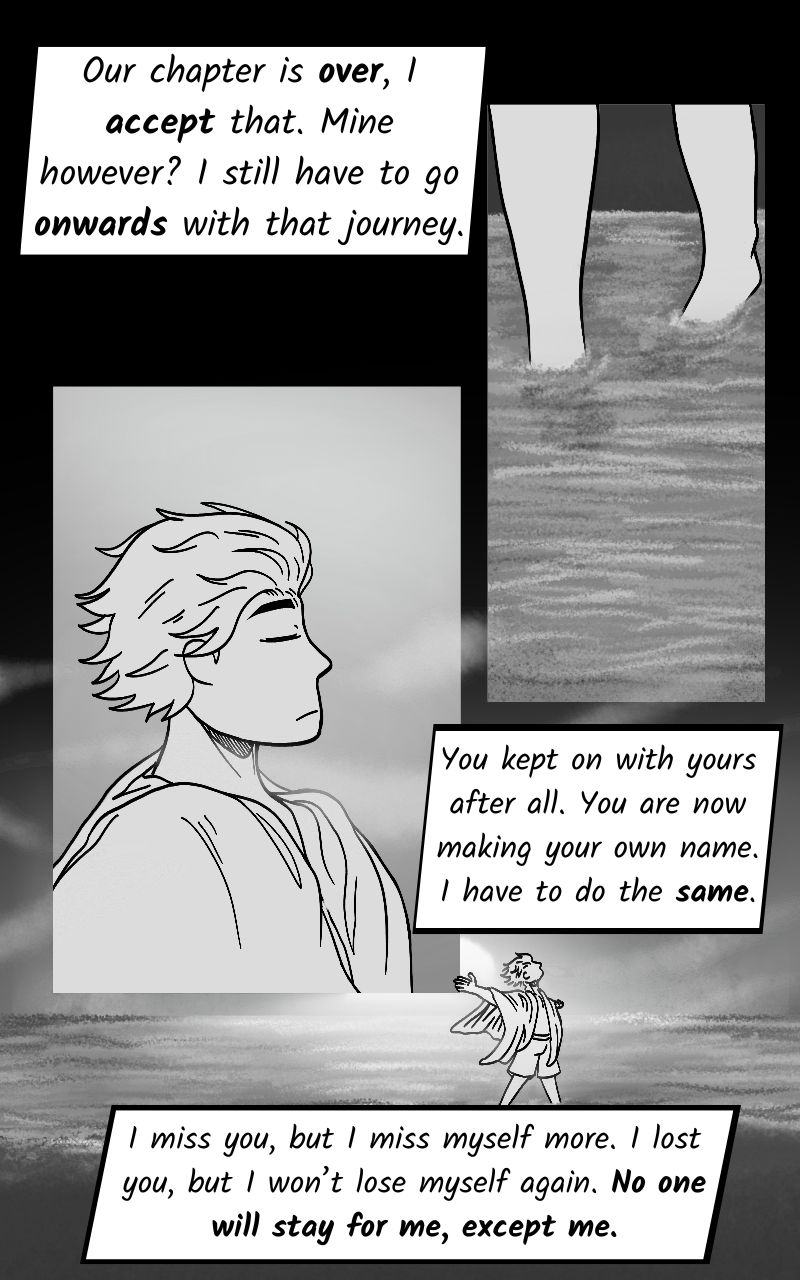 Our chapter is over, I
accept that. Mine
however? I still have to go
onwards with that journey.
You kept on with yours
after all. You are now
making your own name.
I have to do the same.
I miss you, but I miss myself more. I lost
you, but I won't lose myself again. No one
will stay for me, except me.